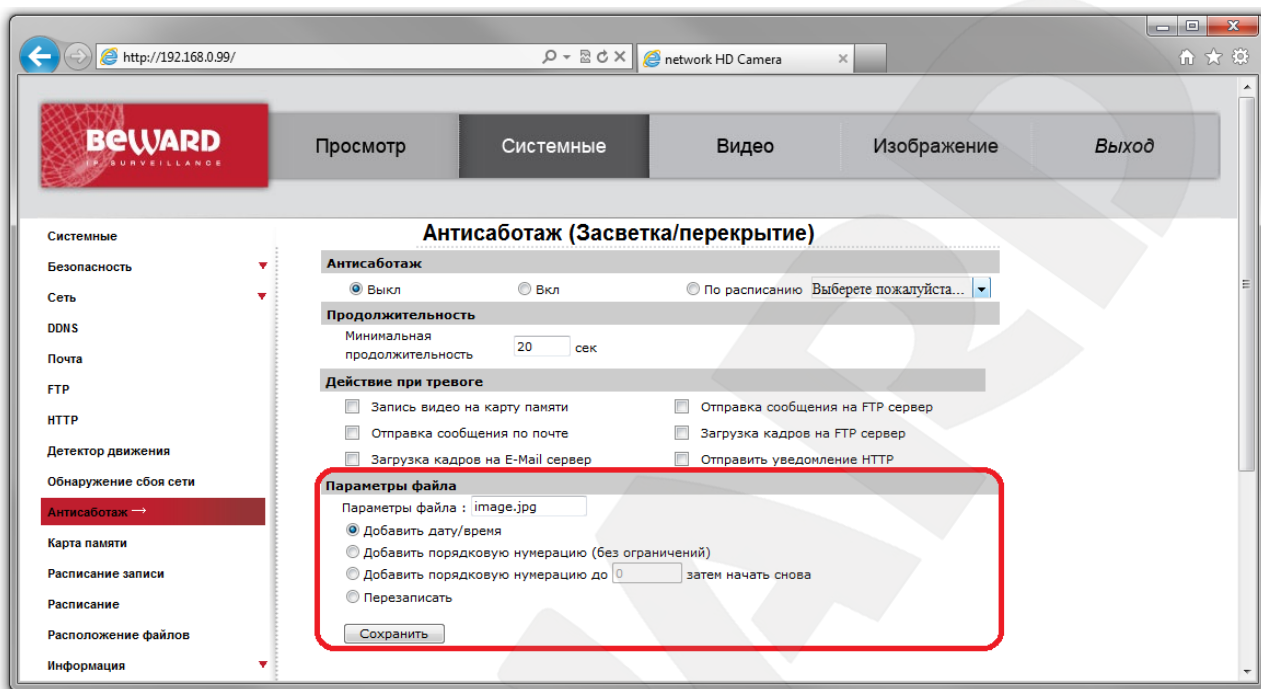 http://192.168.0.99/
network HD Camera
BEWARD
IP SURVEILLANCE
Просмотр
Системные
Видео
Изображение
Выход
Системные
Безопасность
Сеть
DDNS
Почта
FTP
HTTP
Детектор движения
Обнаружение сбоя сети
Антисаботаж →
Карта памяти
Расписание записи
Расписание
Расположение файлов
Информация
Антисаботаж (Засветка/перекрытие)
Антисаботаж
Выкл Вкл По расписанию Выберете пожалуйста...
Продолжительность
Минимальная
продолжительность 20 сек
Действие при тревоге
Запись видео на карту памяти Отправка сообщения на FTP сервер
Отправка сообщения по почте Загрузка кадров на FTP сервер
Загрузка кадров на E-Mail сервер Отправить уведомление HTTP
Параметры файла
Параметры файла : image.jpg
Добавить дату/время
Добавить порядковую нумерацию (без ограничений)
Добавить порядковую нумерацию до 0 затем начать снова
Перезаписать
Сохранить